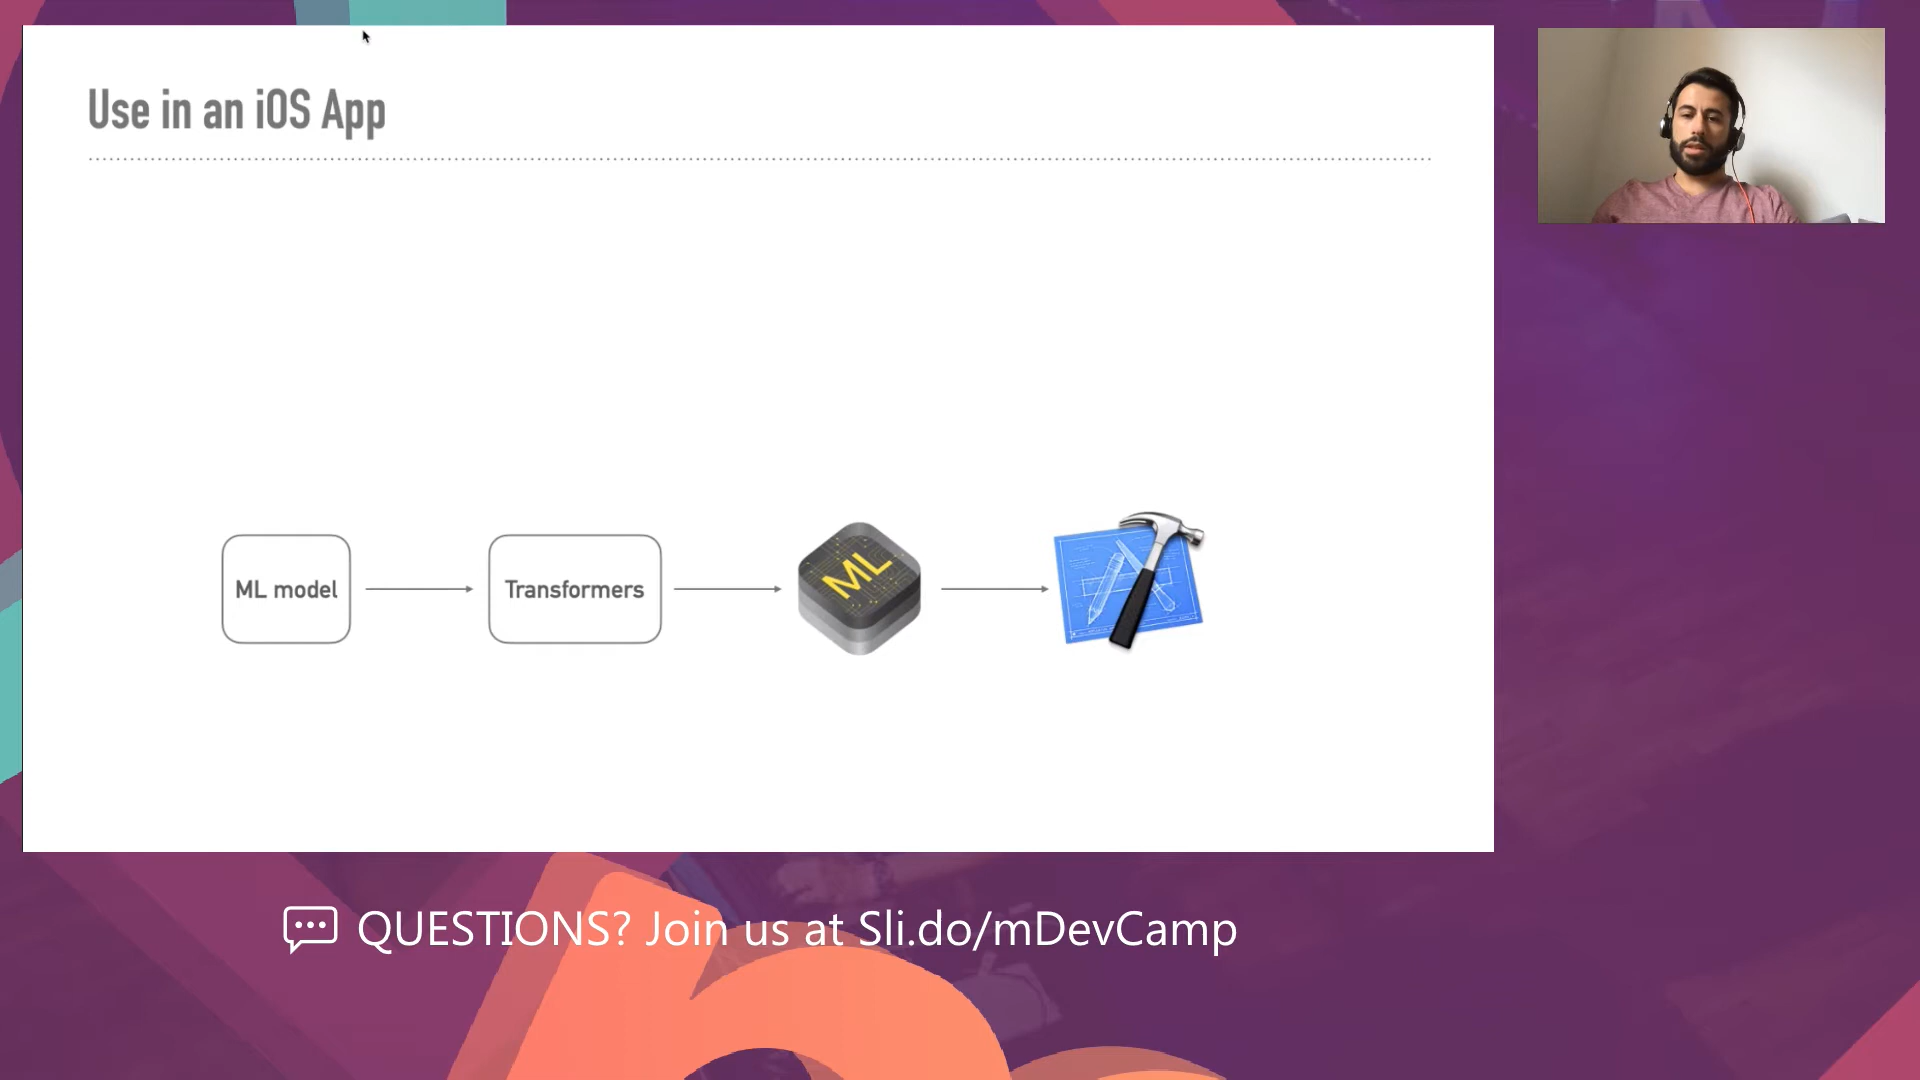 Use in an iOS App
ML model
Transformers
ML
QUESTIONS? Join us at Sli.do/mDevCamp